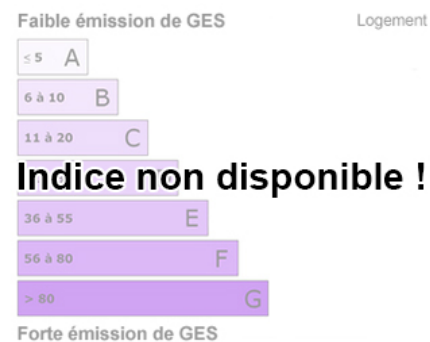 Faible émission de GES
Logement
≤ 5 A
6 à 10 B
11 à 20 C
Indice non disponible !
36 à 55 E
56 à 80 F
> 80 G
Forte émission de GES